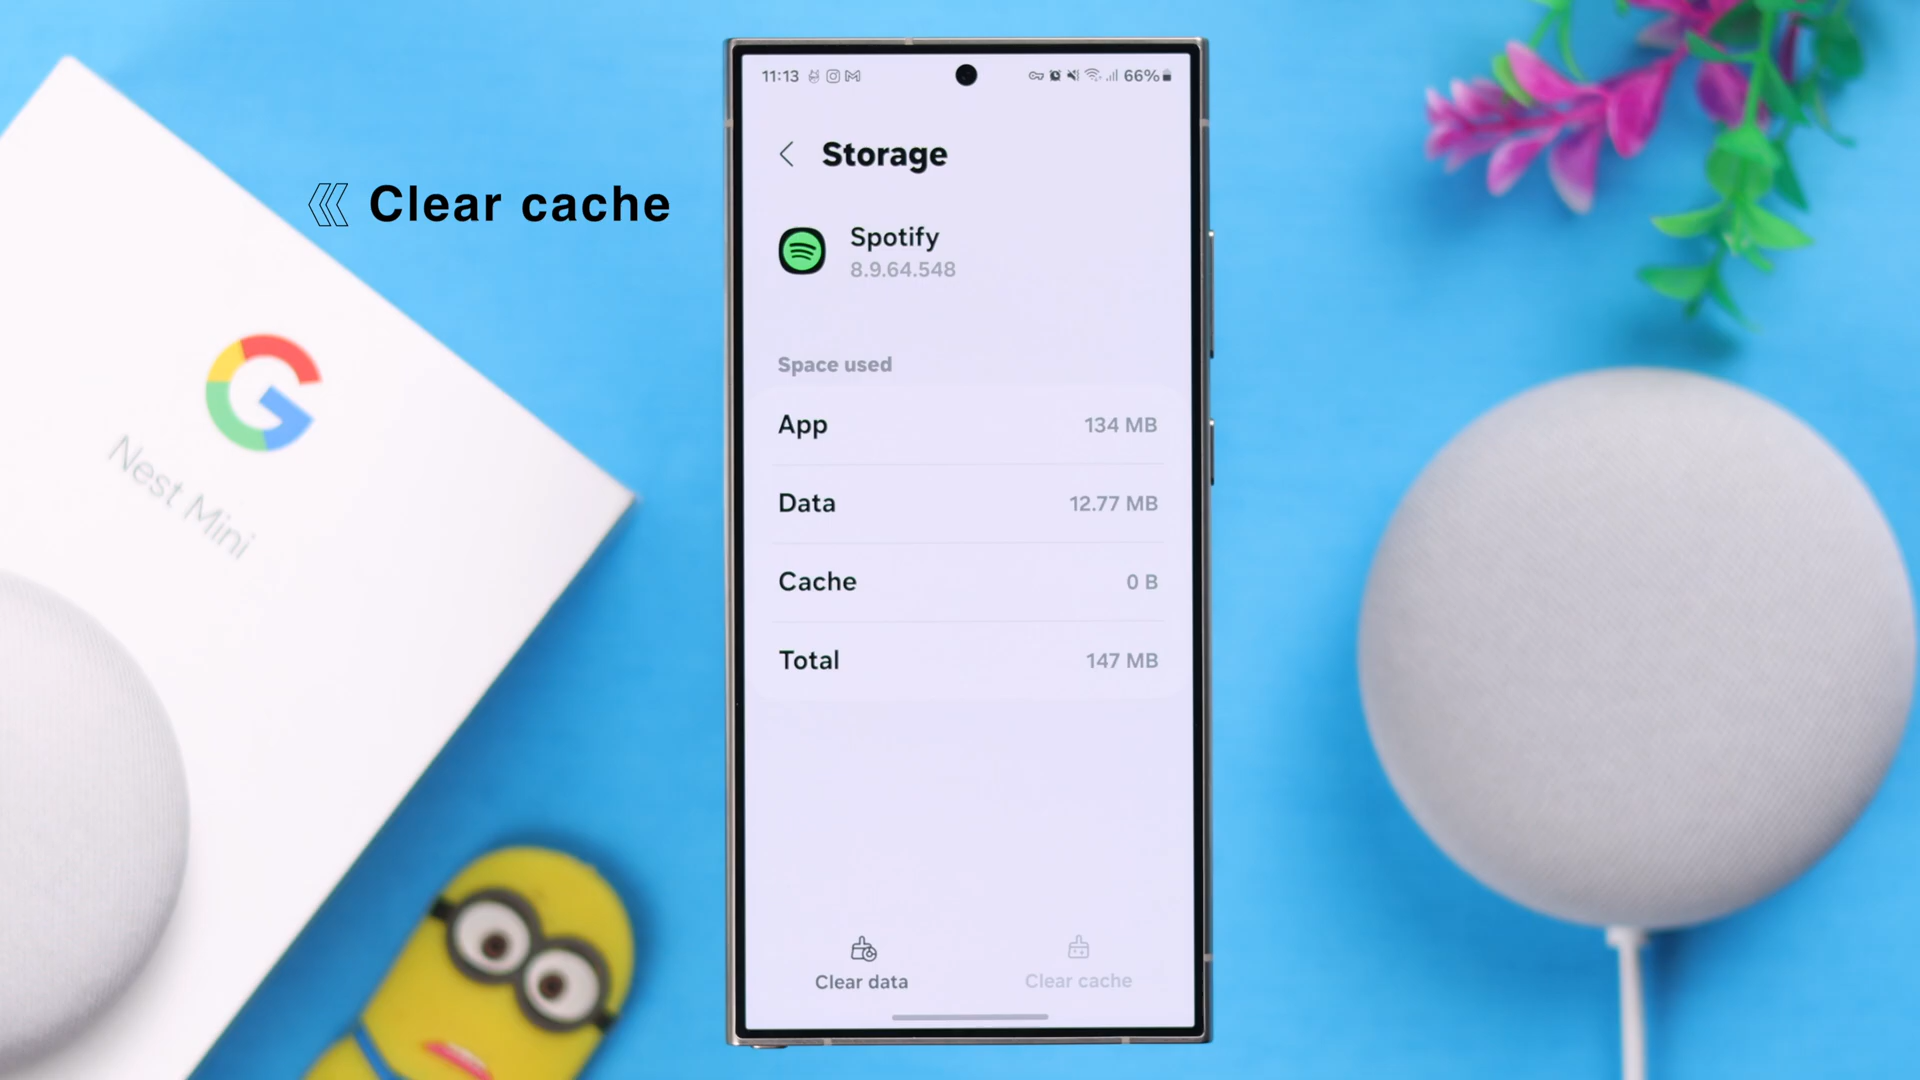 11:13
66%
Storage
Clear cache
Spotify
8.9.64.548
Space used
App 134 MB
Data 12.77 MB
Cache 0 B
Total 147 MB
Nest Mini
Clear data
Clear cache